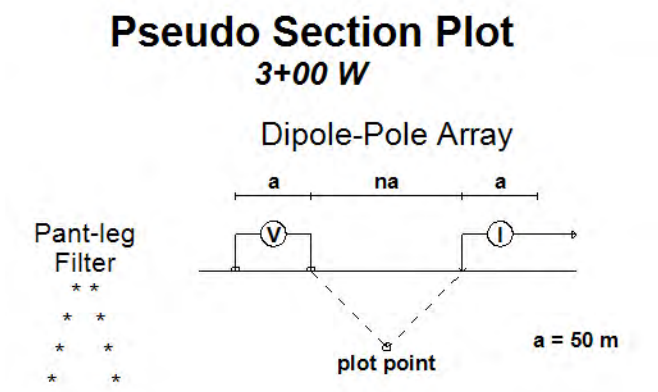 Pseudo Section Plot
3+00 W
Dipole-Pole Array
a na a
Pant-leg
Filter
V I
* *
* *
* *
* *
a = 50 m
plot point